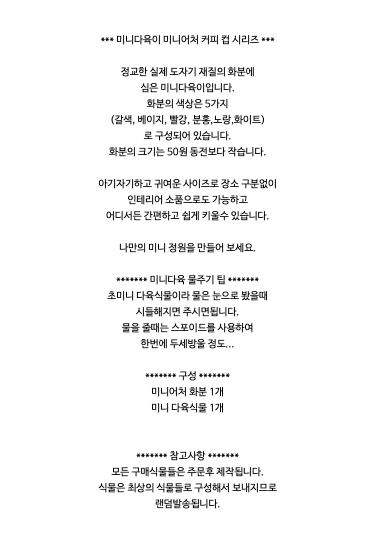 *** 미니다육이 미니어처 커피 컵 시리즈 ***
정교한 실제 도자기 재질의 화분에
심은 미니다육이입니다.
화분의 색상은 5가지
(갈색, 베이지, 빨강, 분홍,노랑,화이트)
로 구성되어 있습니다.
화분의 크기는 50원 동전보다 작습니다.
아기자기하고 귀여운 사이즈로 장소 구분없이
인테리어 소품으로도 가능하고
어디서든 간편하고 쉽게 키울수 있습니다.
나만의 미니 정원을 만들어 보세요.
******* 미니다육 물주기 팁 *******
초미니 다육식물이라 물은 눈으로 봤을때
시들해지면 주시면됩니다.
물을 줄때는 스포이드를 사용하여
한번에 두세방울 정도...
******* 구성 *******
미니어처 화분 1개
미니 다육식물 1개
******* 참고사항 *******
모든 구매식물들은 주문후 제작됩니다.
식물은 최상의 식물들로 구성해서 보내지므로
랜덤발송됩니다.